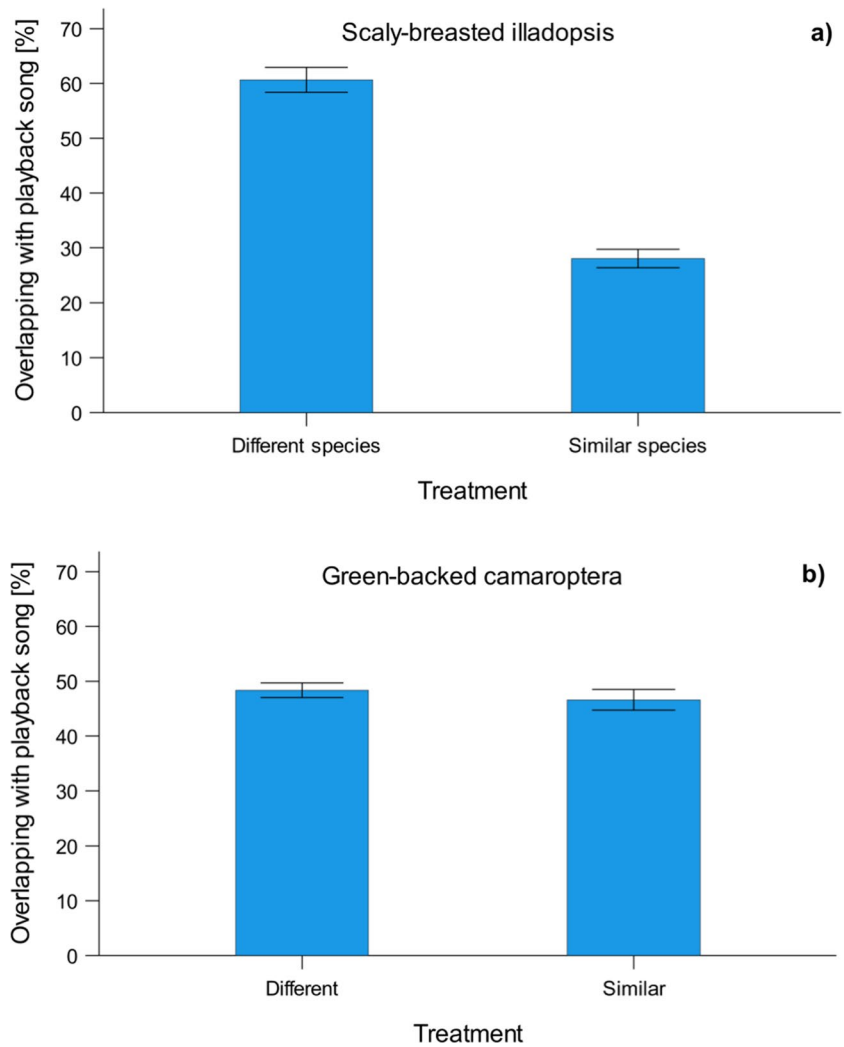 Scaly-breasted illadopsis
a)
Overlapping with playback song [%]
70
60
50
40
30
20
10
0
Different species
Similar species
Treatment
Green-backed camaroptera
b)
Overlapping with playback song [%]
70
60
50
40
30
20
10
0
Different
Similar
Treatment